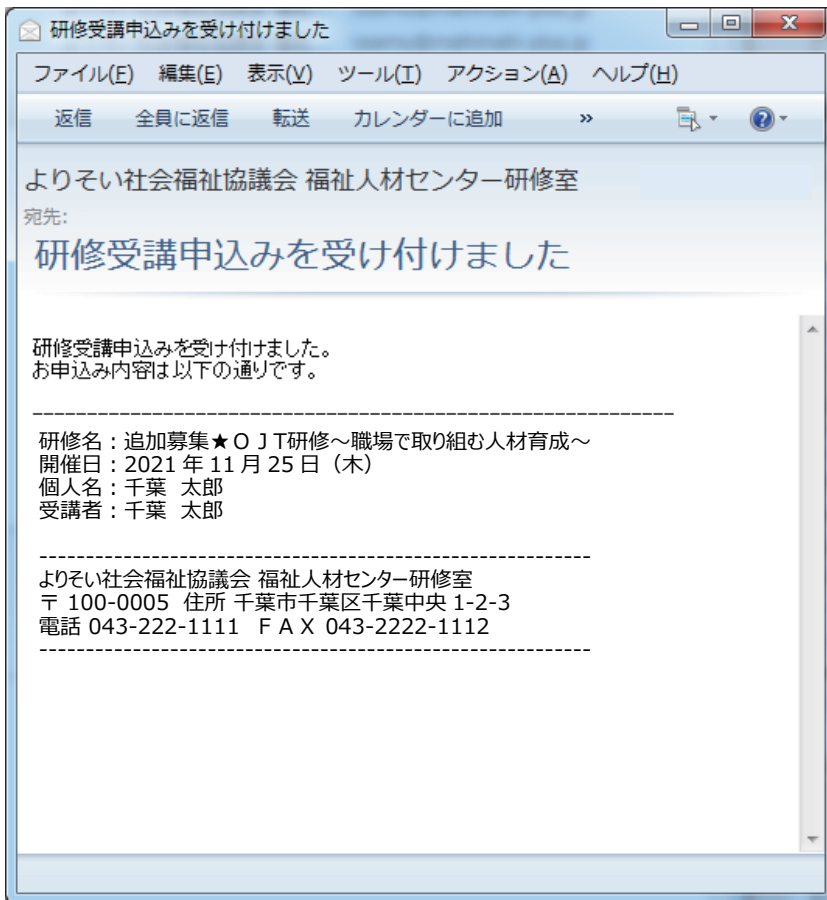 研修受講申込みを受け付けました
ファイル(F) 編集(E) 表示(V) ツール(T) アクション(A) ヘルプ(H)
返信 全員に返信 転送 カレンダーに追加 »
よりそい社会福祉協議会 福祉人材センター研修室
宛先:
研修受講申込みを受け付けました
研修受講申込みを受け付けました。
お申込み内容は以下の通りです。
------------------------------------------------------------
研修名：追加募集★ＯＪＴ研修～職場で取り組む人材育成～
開催日：2021 年 11 月 25 日（木）
個人名：千葉 太郎
受講者：千葉 太郎
------------------------------------------------------------
よりそい社会福祉協議会 福祉人材センター研修室
〒 100-0005 住所 千葉市千葉区千葉中央 1-2-3
電話 043-222-1111 ＦＡＸ 043-2222-1112
------------------------------------------------------------